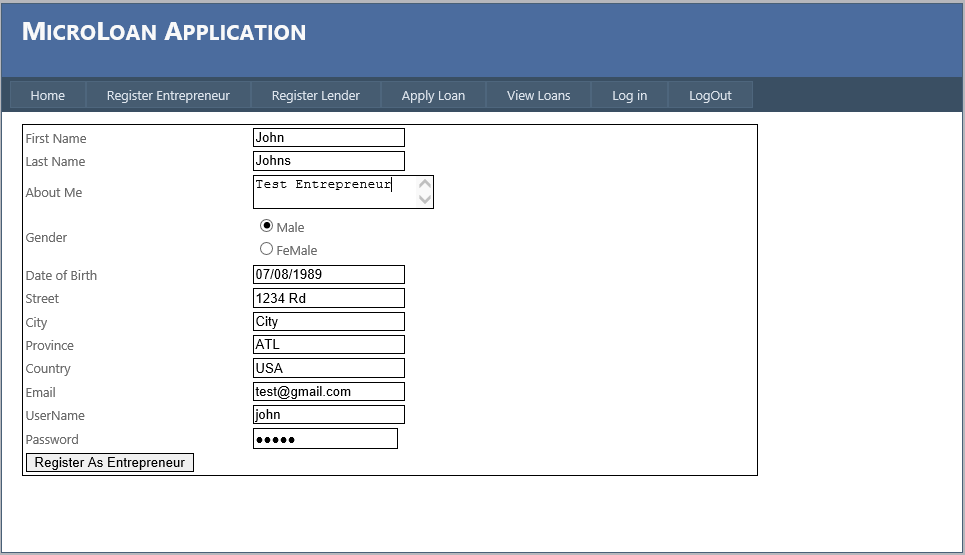 MICROLOAN APPLICATION
Home Register Entrepreneur Register Lender Apply Loan View Loans Log in LogOut
First Name John
Last Name Johns
About Me Test Entrepreneur
Gender Male
FeMale
Date of Birth 07/08/1989
Street 1234 Rd
City City
Province ATL
Country USA
Email test@gmail.com
UserName john
Password ●●●●●
Register As Entrepreneur